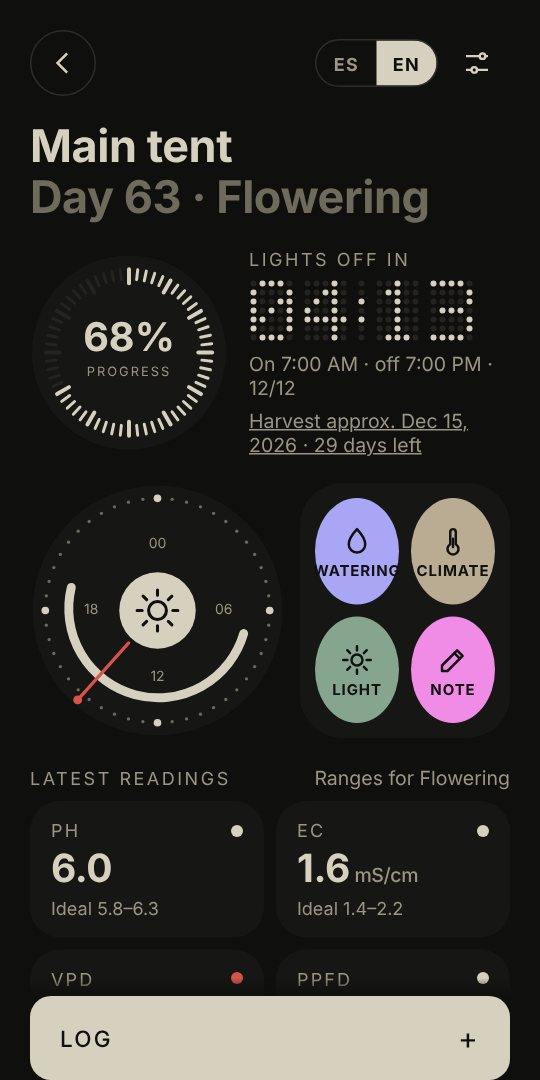 ES EN
Main tent
Day 63 · Flowering
68%
PROGRESS
LIGHTS OFF IN
04:13
On 7:00 AM · off 7:00 PM ·
12/12
Harvest approx. Dec 15,
2026 · 29 days left
00
18
06
12
WATERING
CLIMATE
LIGHT
NOTE
LATEST READINGS
Ranges for Flowering
PH
6.0
Ideal 5.8–6.3
EC
1.6 mS/cm
Ideal 1.4–2.2
VPD
PPFD
LOG +